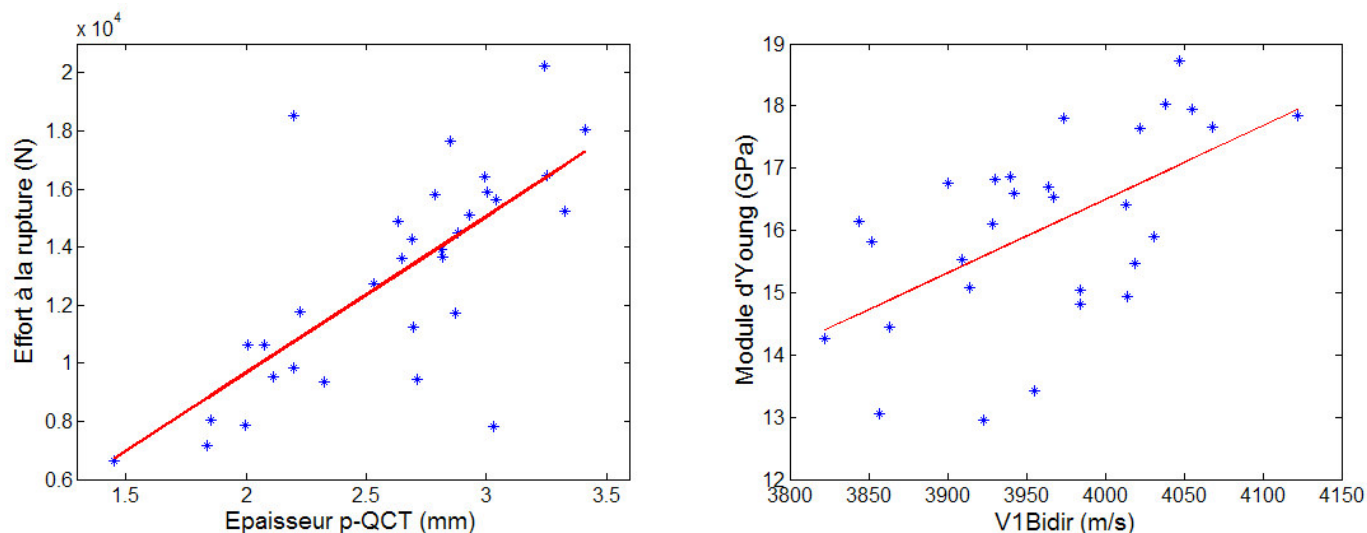 x 10⁴
2
1.8
1.6
1.4
1.2
1
0.8
0.6
1.5 2 2.5 3 3.5
Epaisseur p-QCT (mm)
Effort à la rupture (N)
19
18
17
16
15
14
13
12
3800 3850 3900 3950 4000 4050 4100 4150
V1Bidir (m/s)
Module d'Young (GPa)